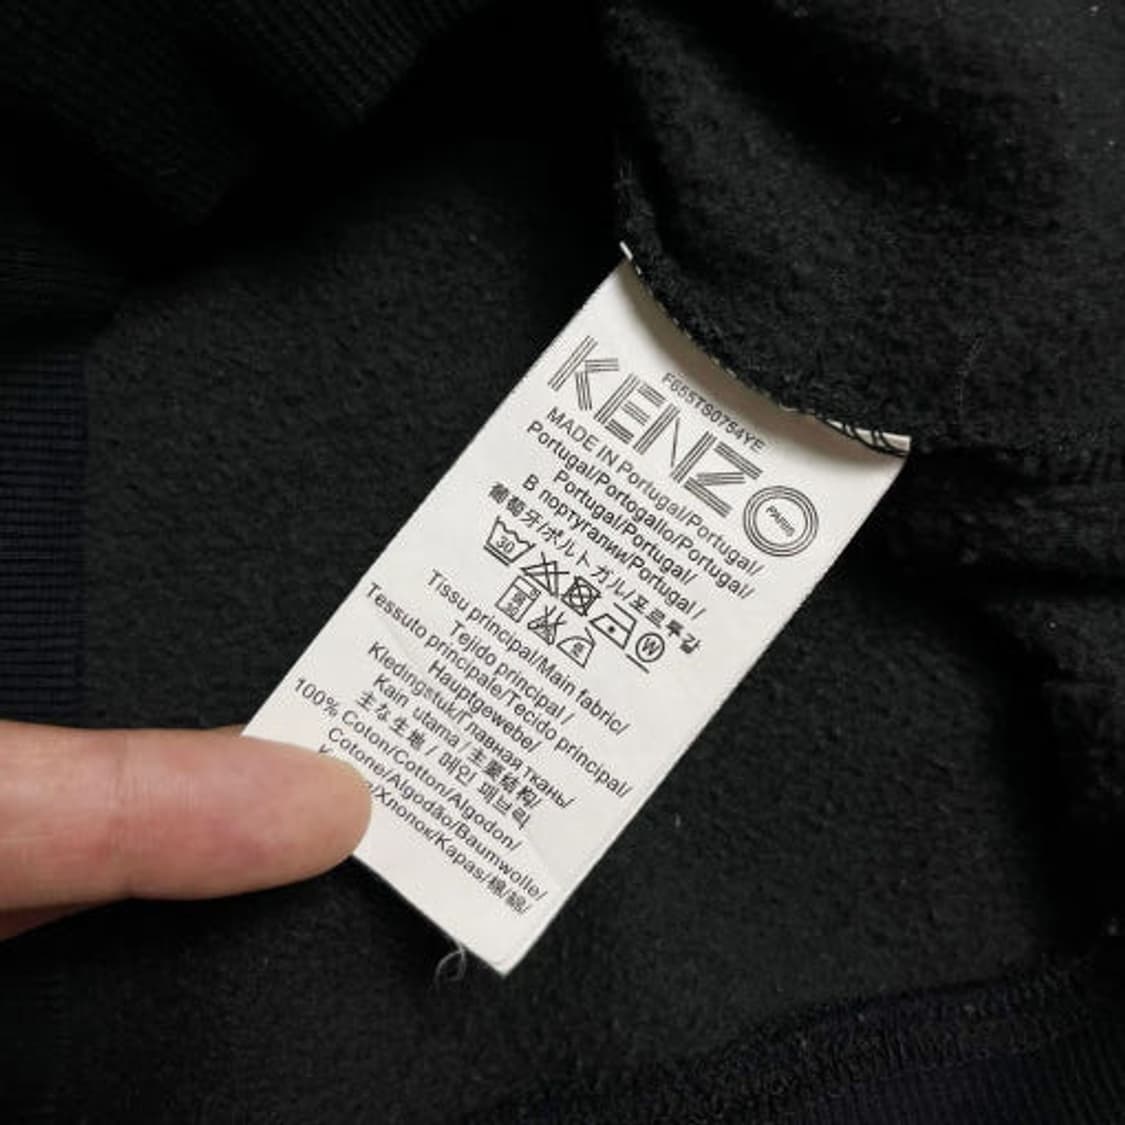 F655TS0754YE
KENZO
PARIS
MADE IN Portugal/Portugal/
Portugal/Portogallo/Portugal/
Portugal/Portugal/
В португалии/Portugal/
葡萄牙/ポルトガル/포르투갈
30
W
Tissu principal/Main fabric/
Tejido principal/
Tessuto principale/Tecido principal/
Hauptgewebe/
Kledingstuk/Главная ткань/
Kain utama/主要结构/
主な生地/메인 패브릭
100% Coton/Cotton/Algodon/
Cotone/Algodão/Baumwolle/
/Хлопок/Kapas/棉/綿/